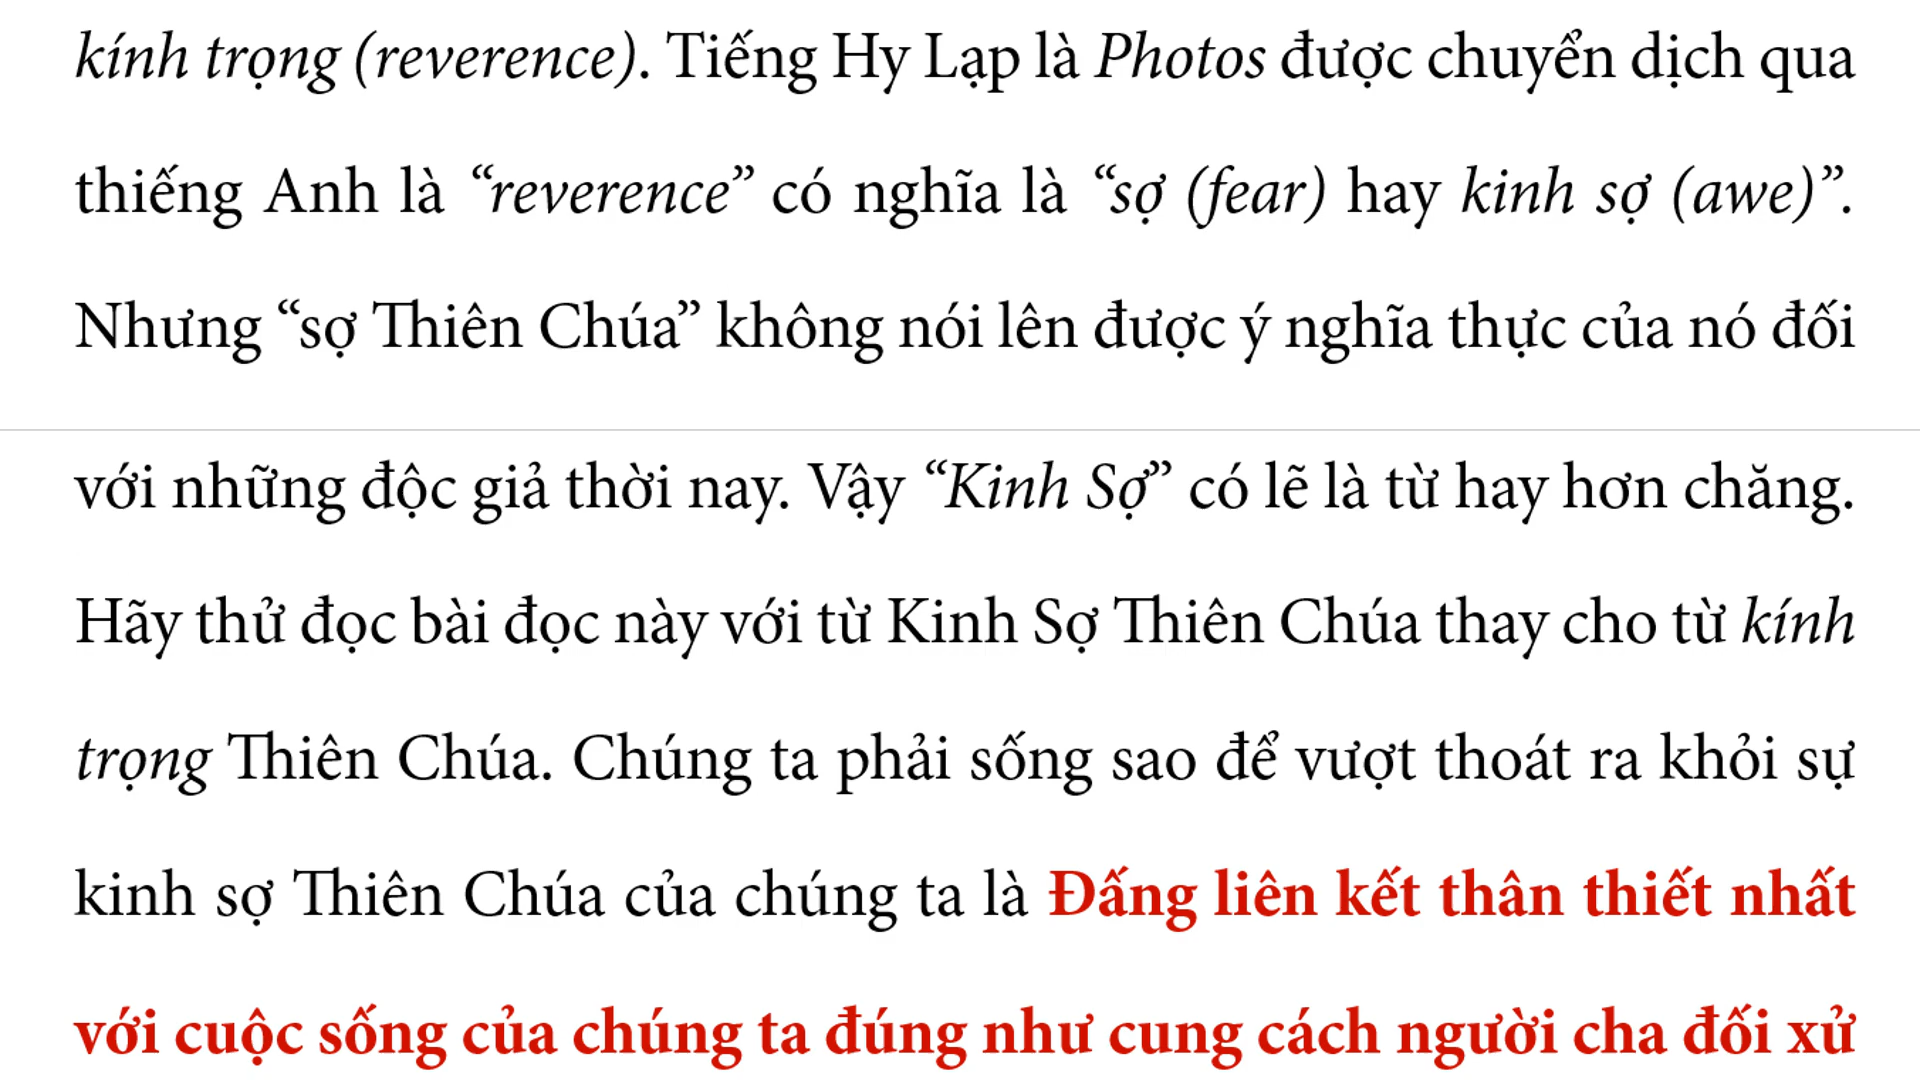 kính trọng (reverence). Tiếng Hy Lạp là Photos được chuyển dịch qua
thiếng Anh là “reverence” có nghĩa là “sợ (fear) hay kinh sợ (awe)”.
Nhưng “sợ Thiên Chúa” không nói lên được ý nghĩa thực của nó đối
với những độc giả thời nay. Vậy “Kinh Sợ” có lẽ là từ hay hơn chăng.
Hãy thử đọc bài đọc này với từ Kinh Sợ Thiên Chúa thay cho từ kính
trọng Thiên Chúa. Chúng ta phải sống sao để vượt thoát ra khỏi sự
kinh sợ Thiên Chúa của chúng ta là Đấng liên kết thân thiết nhất
với cuộc sống của chúng ta đúng như cung cách người cha đối xử